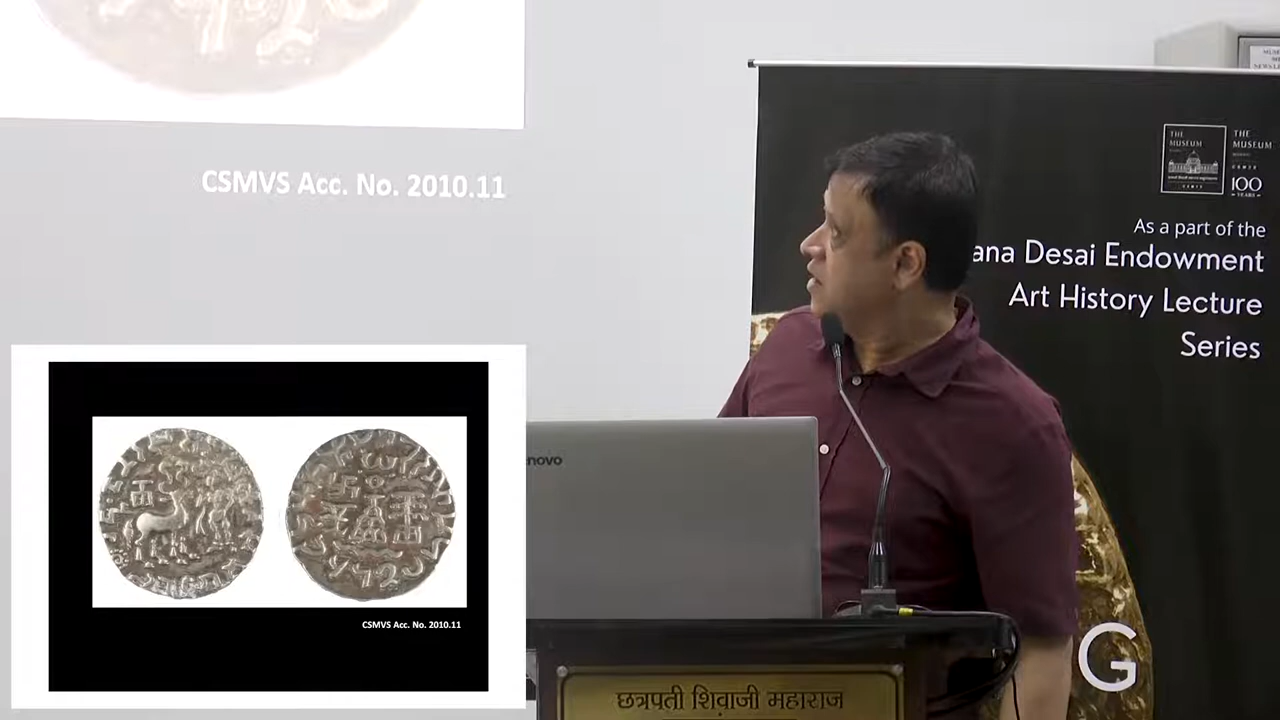 CSMVS Acc. No. 2010.11
THE
MUSEUM
THE
MUSEUM
100
YEARS
As a part of the
ana Desai Endowment
Art History Lecture
Series
novo
CSMVS Acc. No. 2010.11
G
छत्रपती शिवाजी महाराज